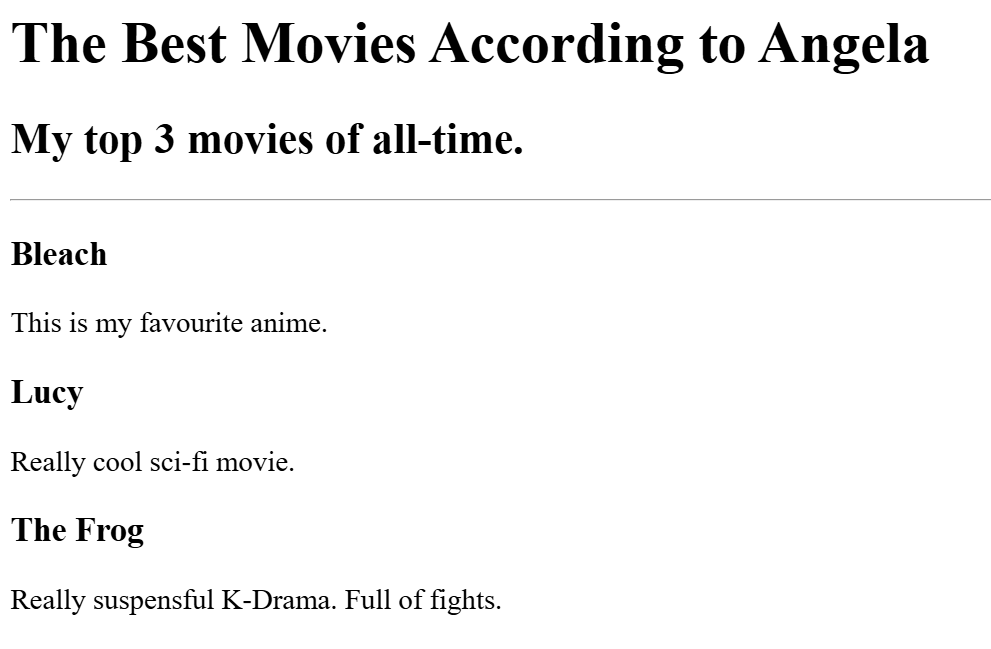 The Best Movies According to Angela
My top 3 movies of all-time.
Bleach
This is my favourite anime.
Lucy
Really cool sci-fi movie.
The Frog
Really suspensful K-Drama. Full of fights.